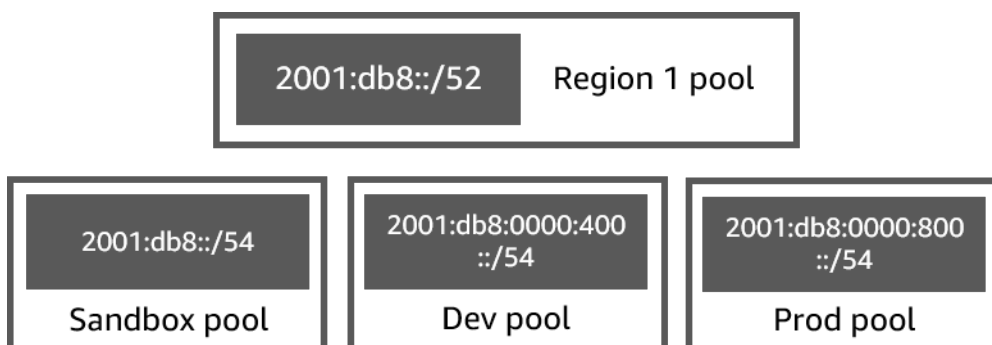 2001:db8::/52
Region 1 pool
2001:db8::/54
Sandbox pool
2001:db8:0000:400
::/54
Dev pool
2001:db8:0000:800
::/54
Prod pool